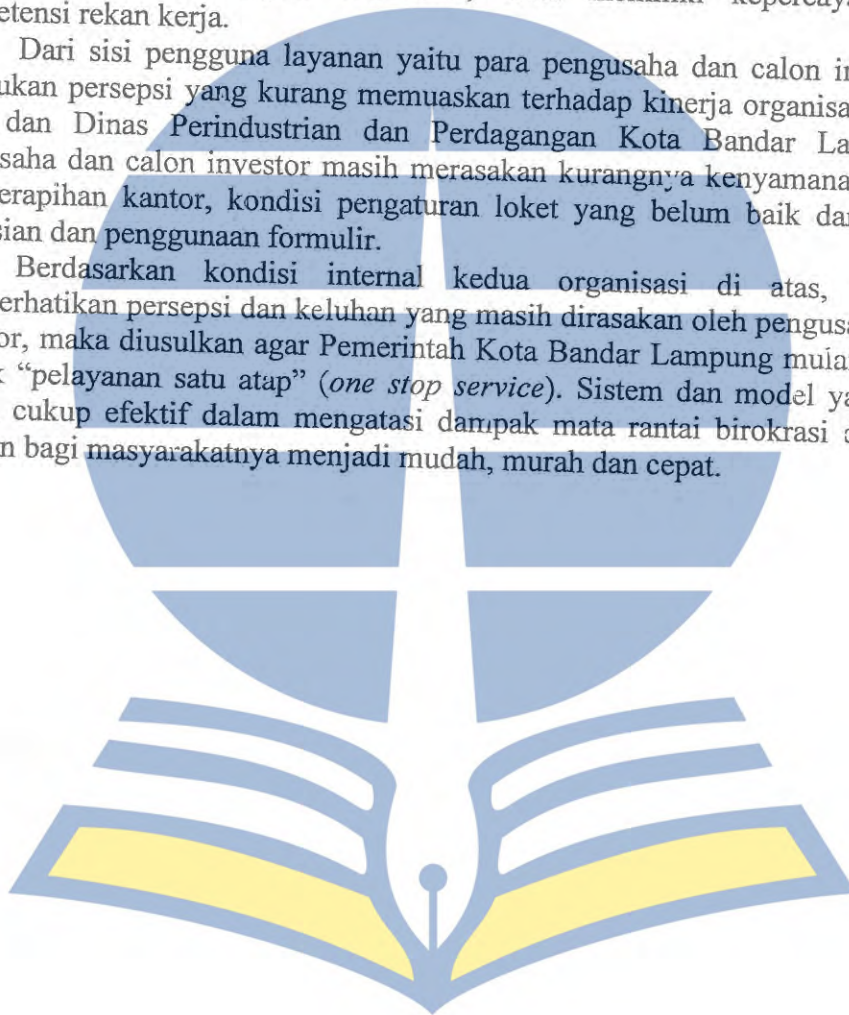 etensi rekan kerja.
Dari sisi pengguna layanan yaitu para pengusaha dan calon in
ukan persepsi yang kurang memuaskan terhadap kinerja organisa
dan Dinas Perindustrian dan Perdagangan Kota Bandar La
saha dan calon investor masih merasakan kurangnya kenyamana
erapihan kantor, kondisi pengaturan loket yang belum baik dar
sian dan penggunaan formulir.
Berdasarkan kondisi internal kedua organisasi di atas,
erhatikan persepsi dan keluhan yang masih dirasakan oleh pengusa
or, maka diusulkan agar Pemerintah Kota Bandar Lampung mulai
“pelayanan satu atap” (one stop service). Sistem dan model ya
cukup efektif dalam mengatasi dampak mata rantai birokrasi
n bagi masyarakatnya menjadi mudah, murah dan cepat.